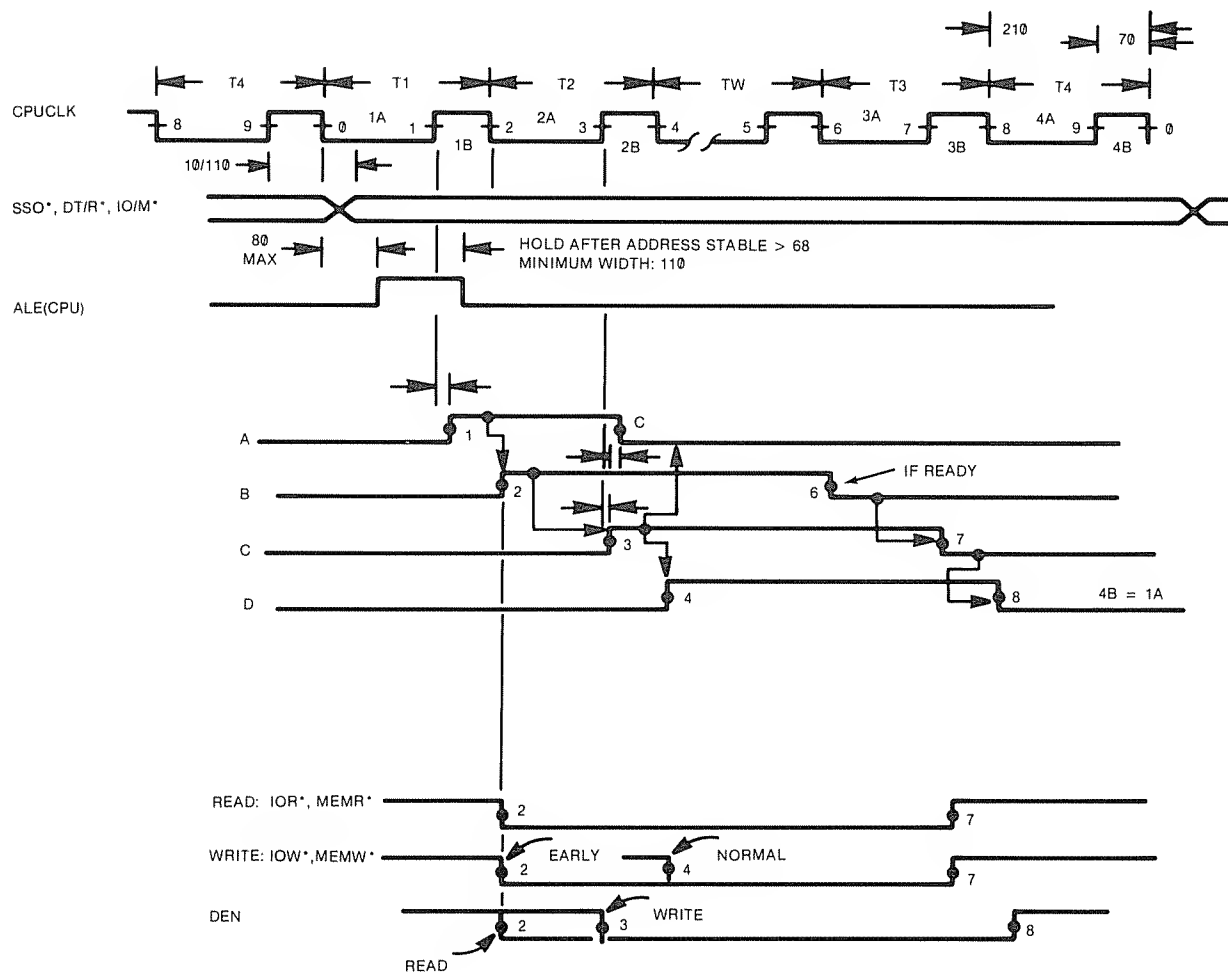 210
70
T4 T1 T2 TW T3 T4
CPUCLK
8 9 0 1A 1 1B 2 2A 3 2B 4 5 6 3A 7 3B 8 4A 9 4B 0
10/110
SSO*, DT/R*, IO/M*
80
MAX
HOLD AFTER ADDRESS STABLE > 68
MINIMUM WIDTH: 110
ALE(CPU)
A 1 C
B 2 6 IF READY
C 3 7
D 4 8 4B = 1A
READ: IOR*, MEMR* 2 7
WRITE: IOW*,MEMW* 2 EARLY 4 NORMAL 7
DEN 2 3 WRITE 8
READ